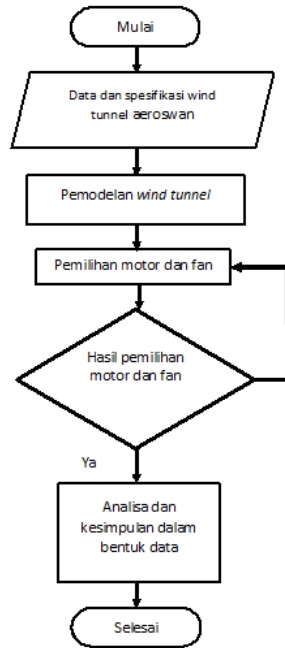 Mulai
Data dan spesifikasi wind
tunnel aeroswan
Pemodelan wind tunnel
Pemilihan motor dan fan
Hasil pemilihan
motor dan fan
Ya
Analisa dan
kesimpulan dalam
bentuk data
Selesai